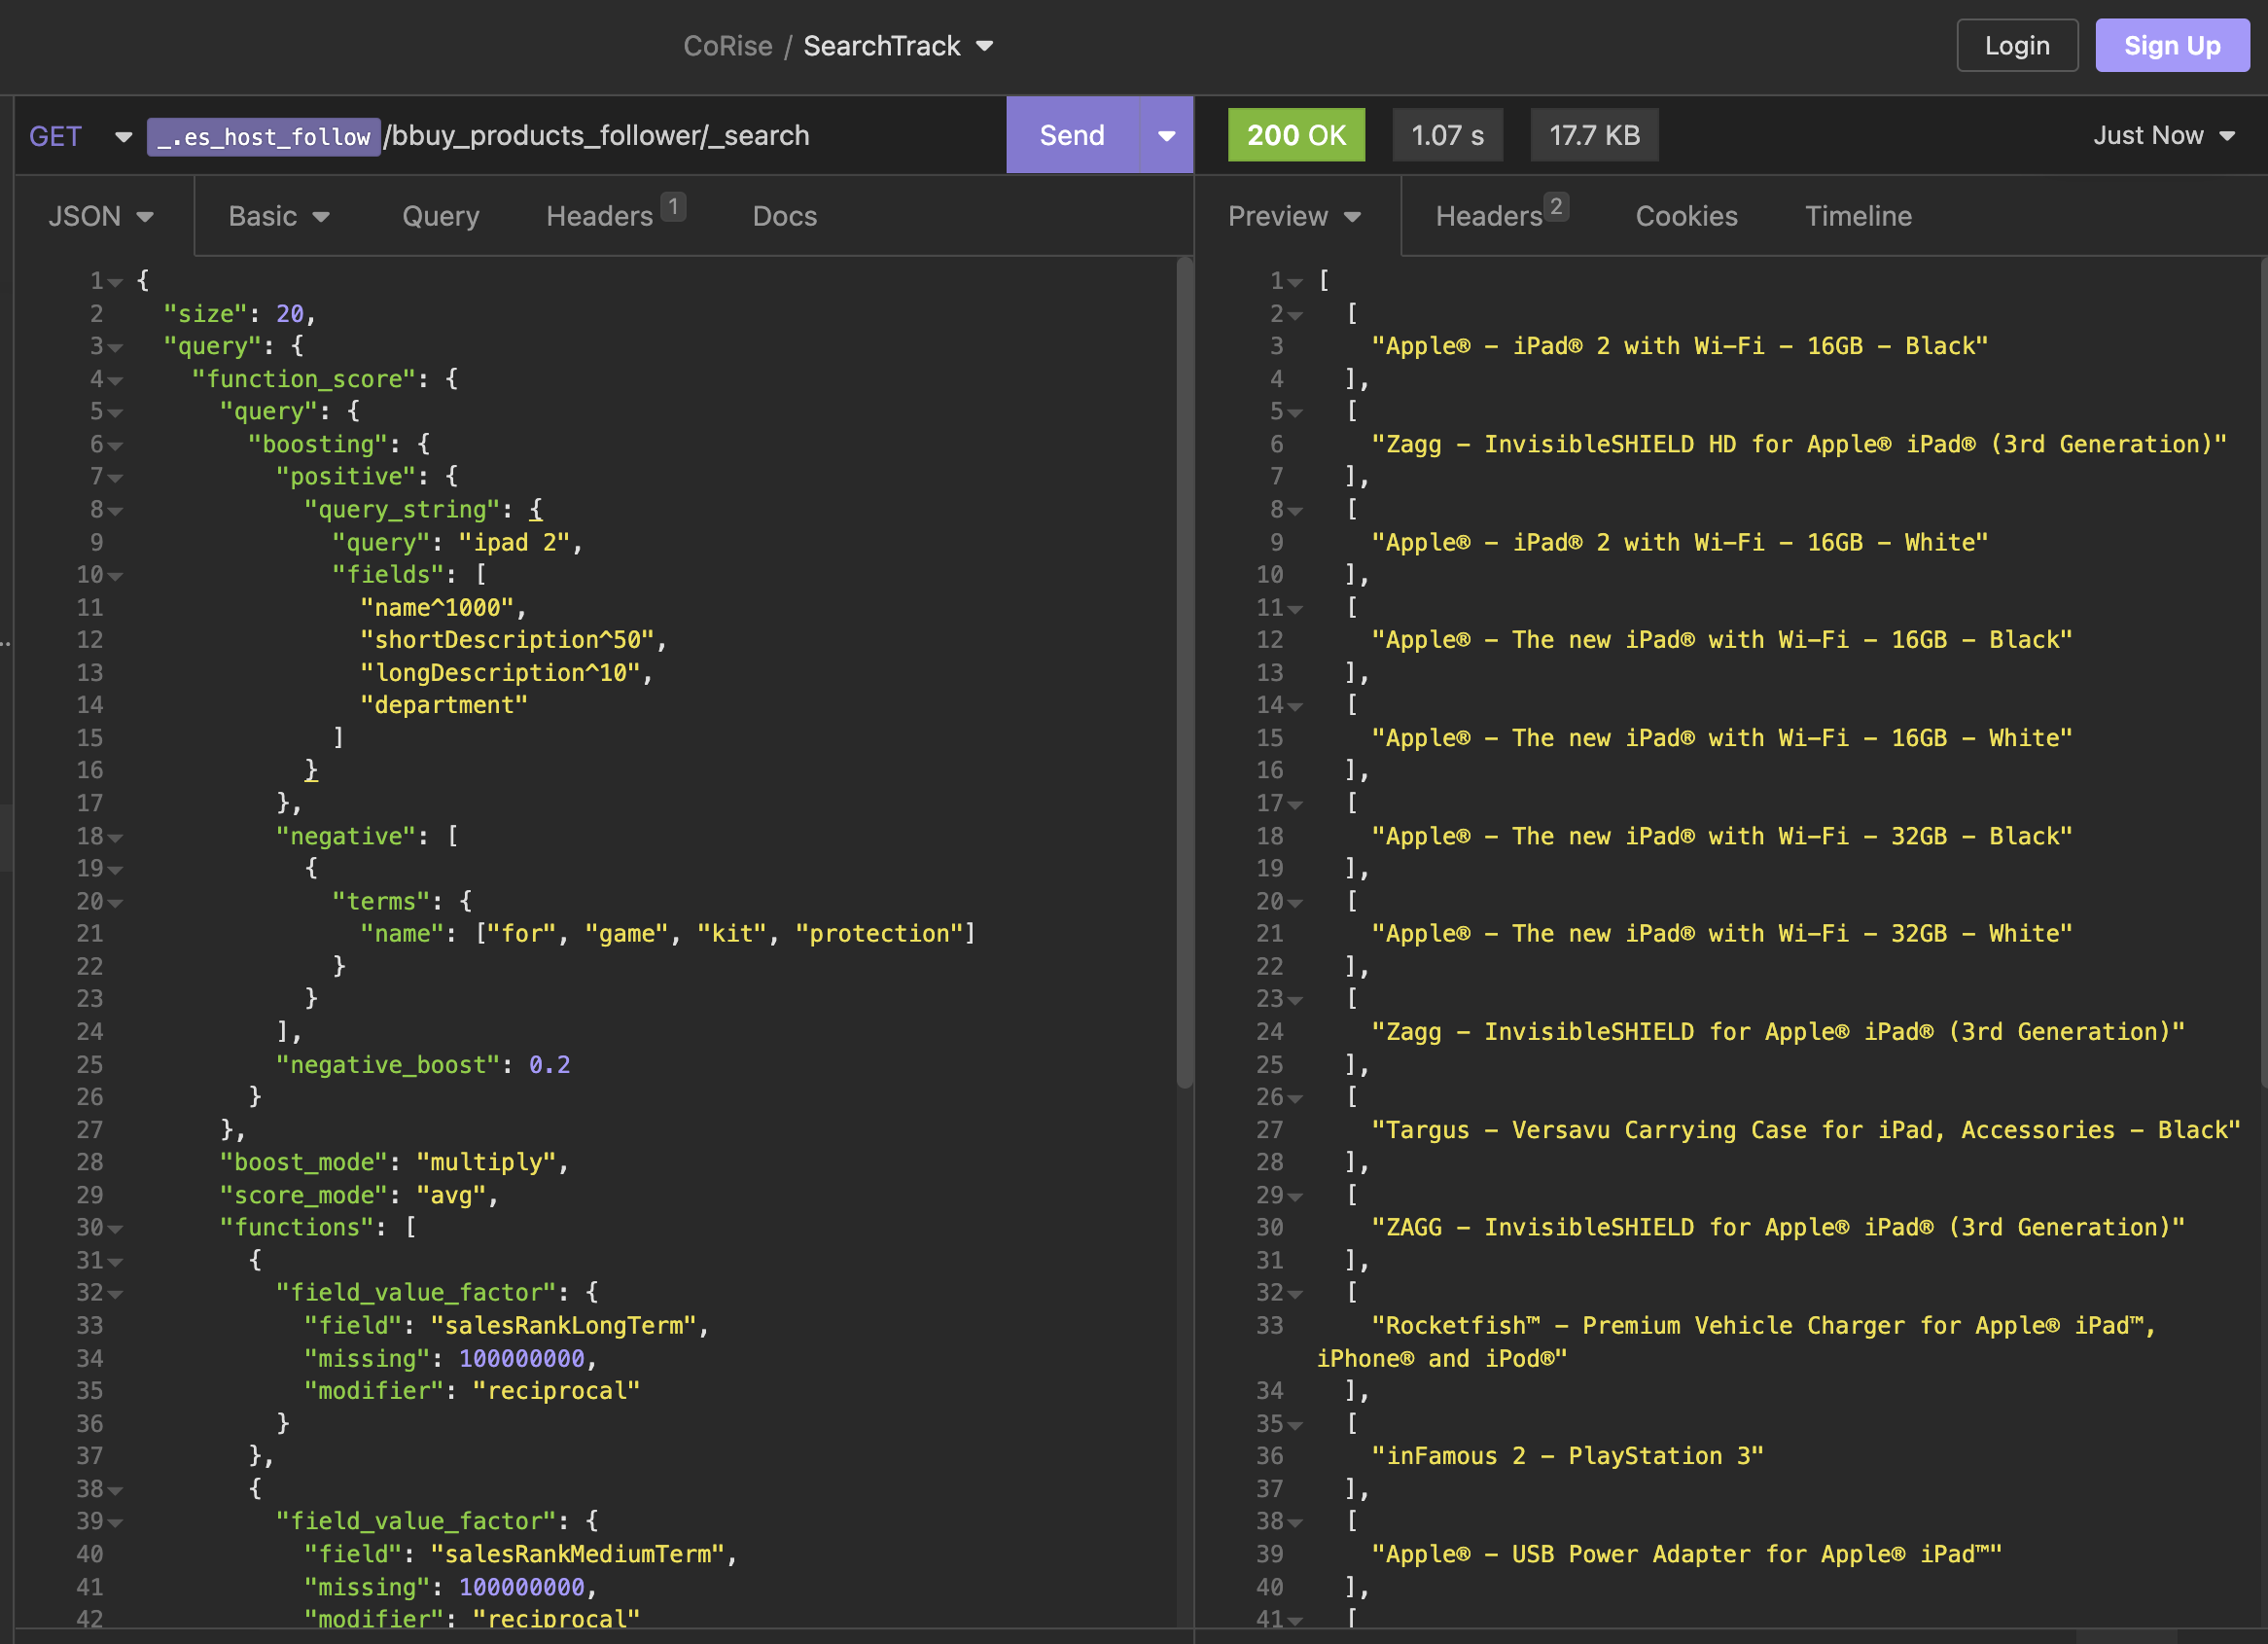 CoRise / SearchTrack
Login
Sign Up
GET _.es_host_follow/bbuy_products_follower/_search
Send
200 OK
1.07 s
17.7 KB
Just Now
JSON
Basic
Query
Headers 1
Docs
1 {
2 "size": 20,
3 "query": {
4 "function_score": {
5 "query": {
6 "boosting": {
7 "positive": {
8 "query_string": {
9 "query": "ipad 2",
10 "fields": [
11 "name^1000",
12 "shortDescription^50",
13 "longDescription^10",
14 "department"
15 ]
16 }
17 },
18 "negative": [
19 {
20 "terms": {
21 "name": ["for", "game", "kit", "protection"]
22 }
23 }
24 ],
25 "negative_boost": 0.2
26 }
27 },
28 "boost_mode": "multiply",
29 "score_mode": "avg",
30 "functions": [
31 {
32 "field_value_factor": {
33 "field": "salesRankLongTerm",
34 "missing": 100000000,
35 "modifier": "reciprocal"
36 }
37 },
38 {
39 "field_value_factor": {
40 "field": "salesRankMediumTerm",
41 "missing": 100000000,
42 "modifier": "reciprocal"
Preview
Headers 2
Cookies
Timeline
1 [
2 [
3 "Apple® – iPad® 2 with Wi–Fi – 16GB – Black"
4 ],
5 [
6 "Zagg – InvisibleSHIELD HD for Apple® iPad® (3rd Generation)"
7 ],
8 [
9 "Apple® – iPad® 2 with Wi–Fi – 16GB – White"
10 ],
11 [
12 "Apple® – The new iPad® with Wi–Fi – 16GB – Black"
13 ],
14 [
15 "Apple® – The new iPad® with Wi–Fi – 16GB – White"
16 ],
17 [
18 "Apple® – The new iPad® with Wi–Fi – 32GB – Black"
19 ],
20 [
21 "Apple® – The new iPad® with Wi–Fi – 32GB – White"
22 ],
23 [
24 "Zagg – InvisibleSHIELD for Apple® iPad® (3rd Generation)"
25 ],
26 [
27 "Targus – Versavu Carrying Case for iPad, Accessories – Black"
28 ],
29 [
30 "ZAGG – InvisibleSHIELD for Apple® iPad® (3rd Generation)"
31 ],
32 [
33 "Rocketfish™ – Premium Vehicle Charger for Apple® iPad™,
iPhone® and iPod®"
34 ],
35 [
36 "inFamous 2 – PlayStation 3"
37 ],
38 [
39 "Apple® – USB Power Adapter for Apple® iPad™"
40 ],
41 [